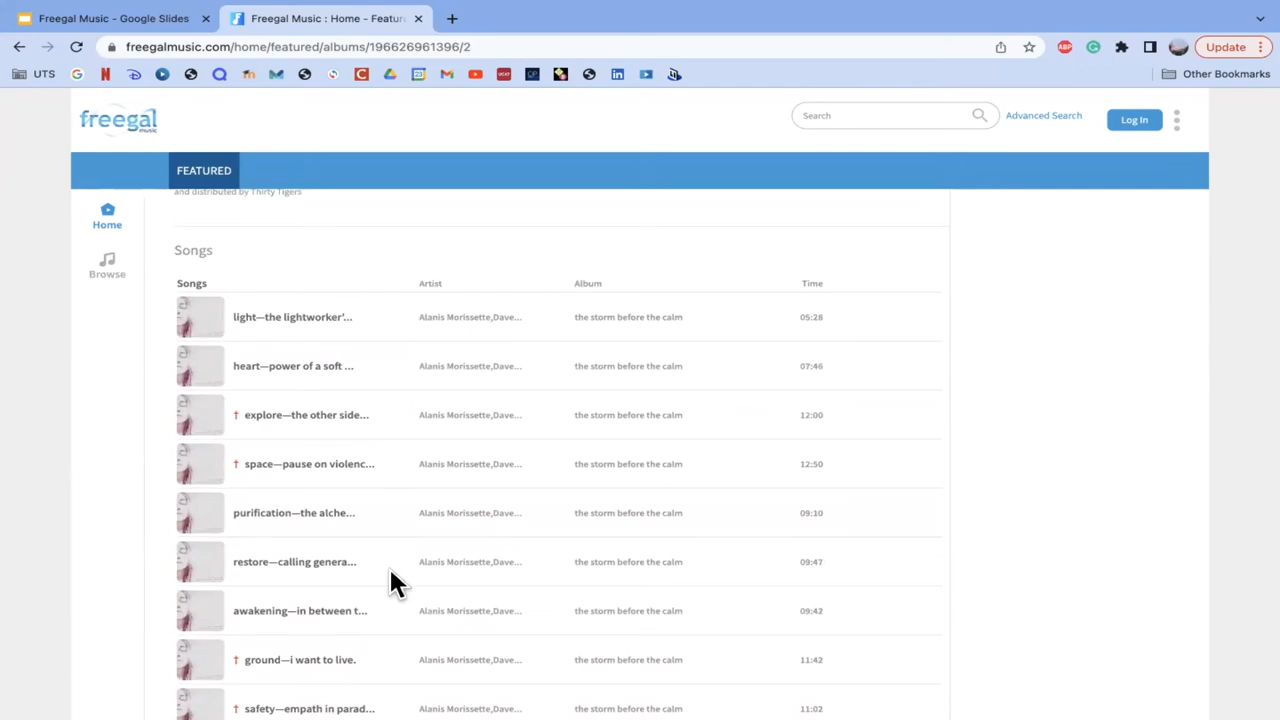 Freegal Music - Google Slides
Freegal Music : Home - Featur
freegalmusic.com/home/featured/albums/196626961396/2
Update
UTS
Other Bookmarks
freegal
music
Search
Advanced Search
Log In
FEATURED
and distributed by Thirty Tigers
Home
Browse
Songs
Songs Artist Album Time
light—the lightworker'... Alanis Morissette,Dave... the storm before the calm 05:28
heart—power of a soft ... Alanis Morissette,Dave... the storm before the calm 07:46
† explore—the other side... Alanis Morissette,Dave... the storm before the calm 12:00
† space—pause on violenc... Alanis Morissette,Dave... the storm before the calm 12:50
purification—the alche... Alanis Morissette,Dave... the storm before the calm 09:10
restore—calling genera... Alanis Morissette,Dave... the storm before the calm 09:47
awakening—in between t... Alanis Morissette,Dave... the storm before the calm 09:42
† ground—i want to live. Alanis Morissette,Dave... the storm before the calm 11:42
† safety—empath in parad... Alanis Morissette,Dave... the storm before the calm 11:02